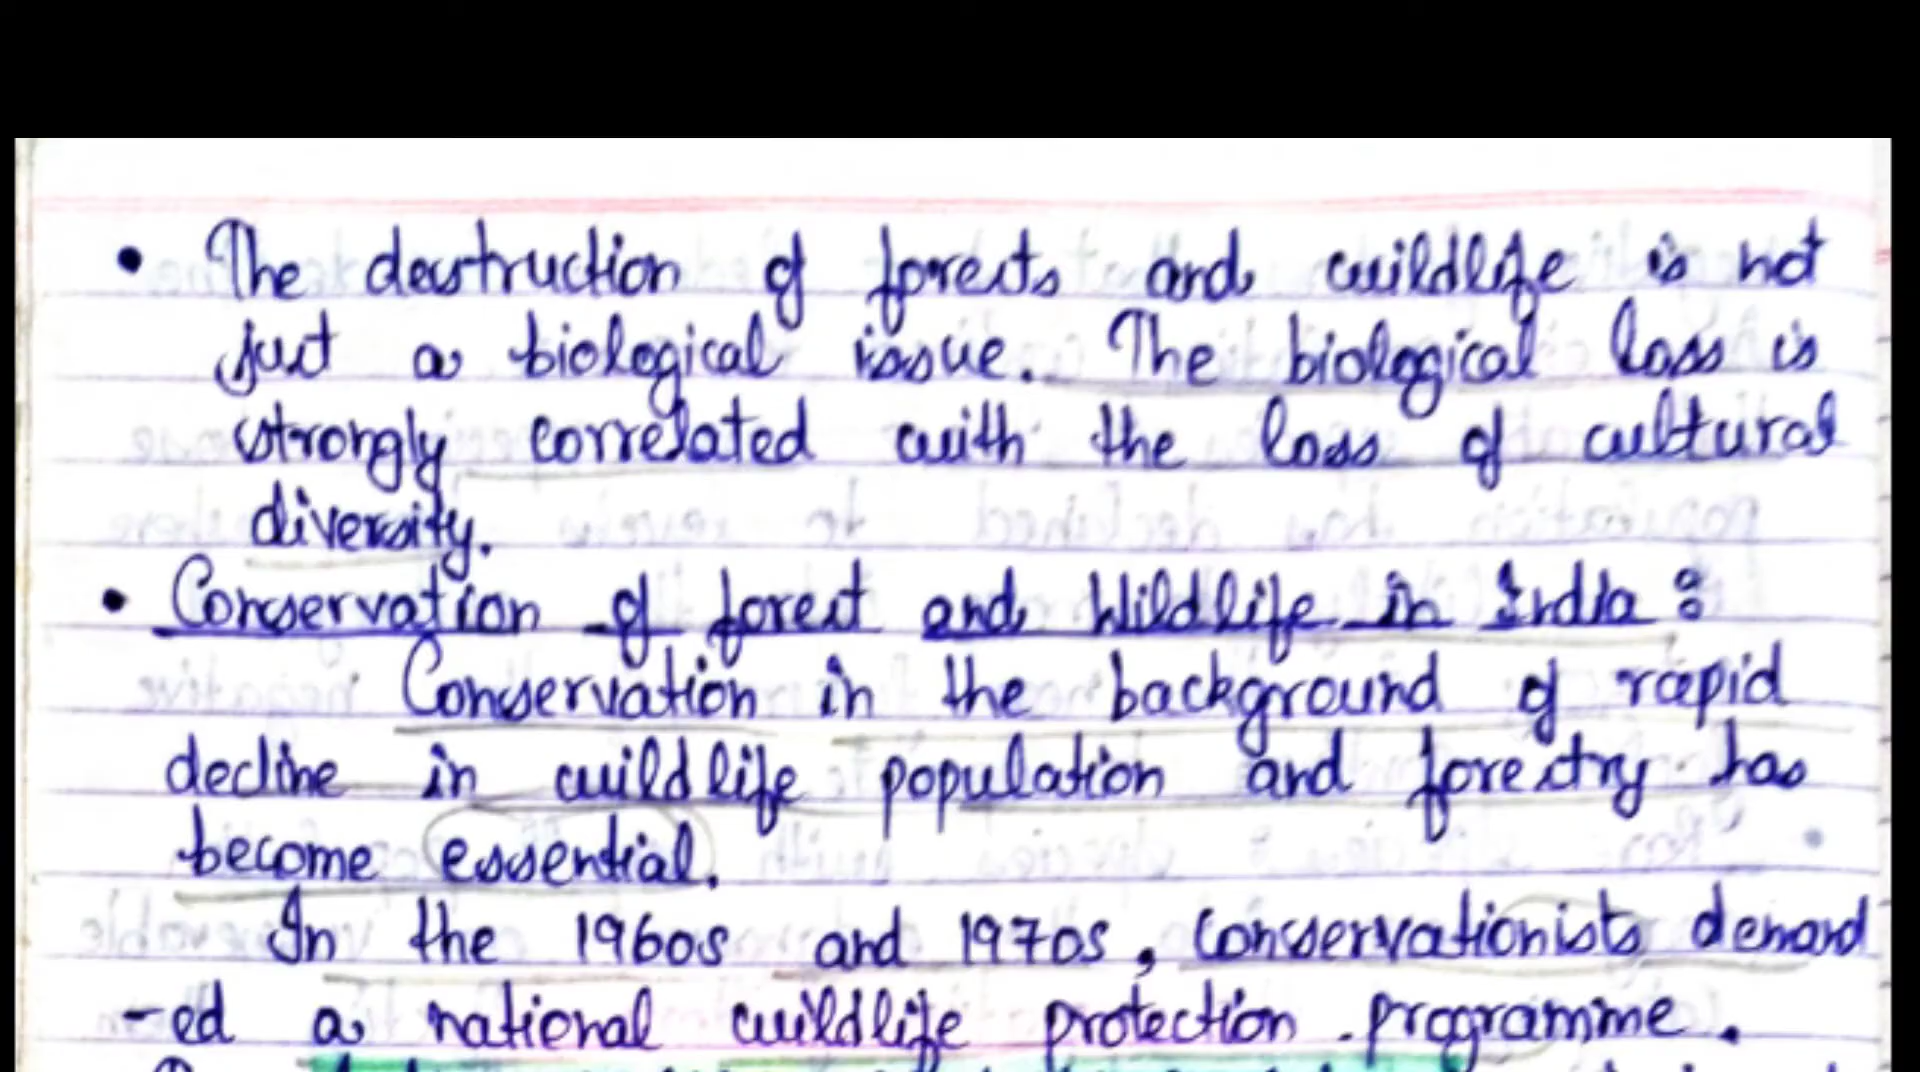 • The destruction of forests and wildlife is not
just a biological issue. The biological loss is
strongly correlated with the loss of cultural
diversity.
• Conservation of forest and Wildlife in India :
Conservation in the background of rapid
decline in wildlife population and forestry has
become essential.
In the 1960s and 1970s, conservationists demand
-ed a national wildlife protection programme.